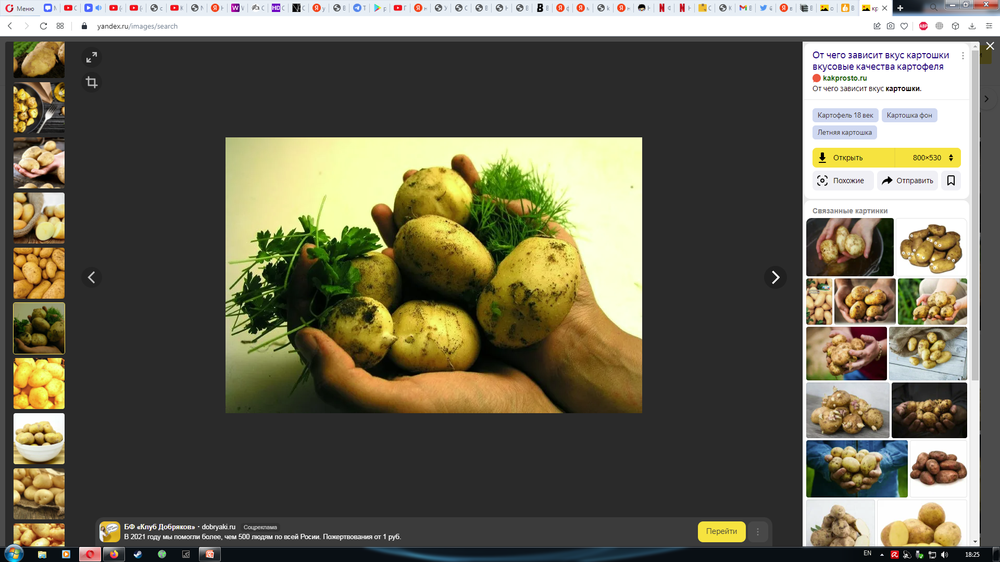 Меню
yandex.ru/images/search
ABP
От чего зависит вкус картошки
вкусовые качества картофеля
kakprosto.ru
От чего зависит вкус картошки.
Картофель 18 век
Картошка фон
Летняя картошка
Открыть
800×530
Похожие
Отправить
Связанные картинки
БФ «Клуб Добряков» · dobryaki.ru
Соцреклама
В 2021 году мы помогли более, чем 500 людям по всей Росии. Пожертвования от 1 руб.
Перейти
EN
18:25